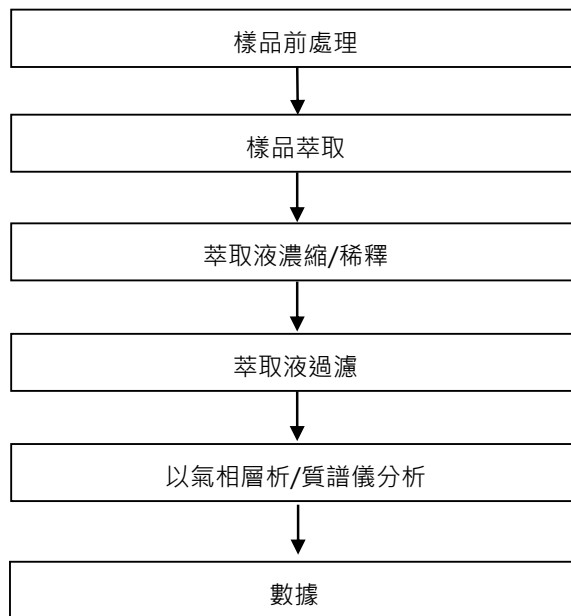 樣品前處理
樣品萃取
萃取液濃縮/稀釋
萃取液過濾
以氣相層析/質譜儀分析
數據